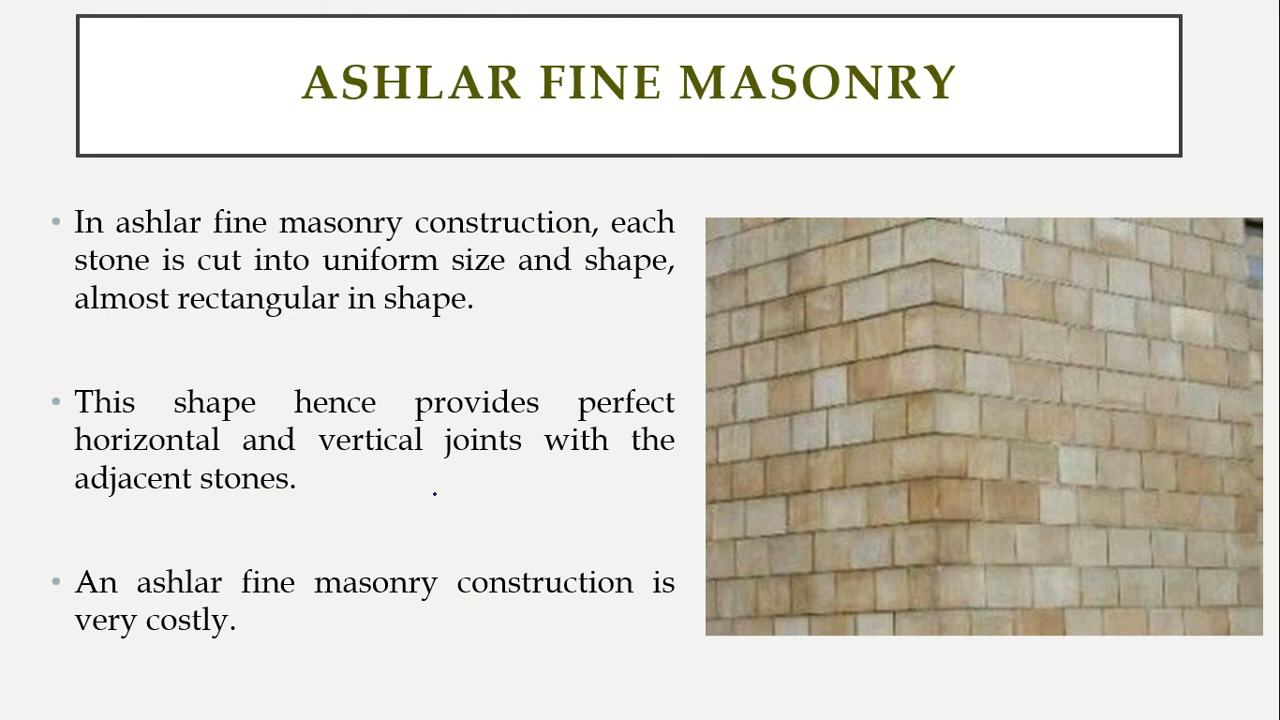 ASHLAR FINE MASONRY
• In ashlar fine masonry construction, each
stone is cut into uniform size and shape,
almost rectangular in shape.
• This shape hence provides perfect
horizontal and vertical joints with the
adjacent stones.
• An ashlar fine masonry construction is
very costly.